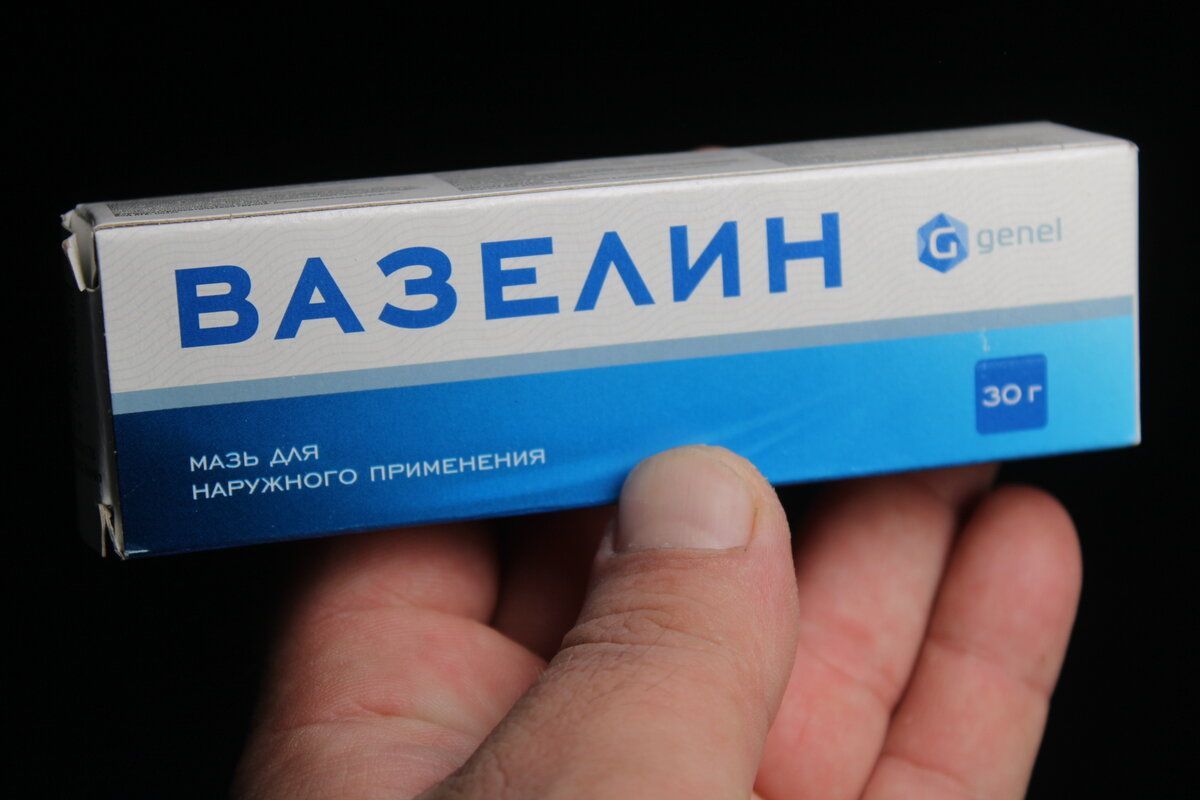 ВАЗЕЛИН
G genel
30 г
МАЗЬ ДЛЯ
НАРУЖНОГО ПРИМЕНЕНИЯ